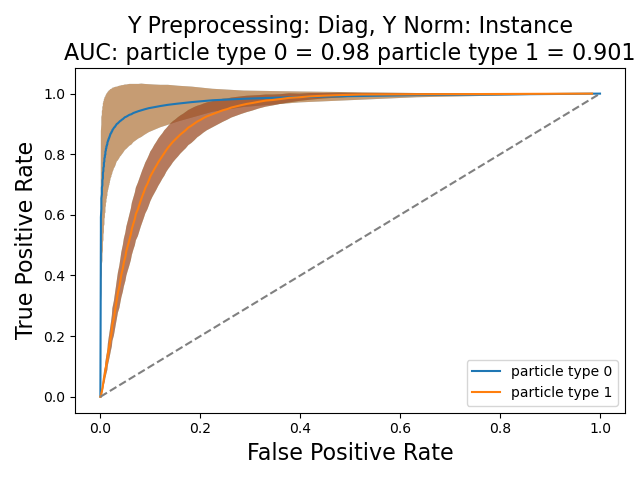 Y Preprocessing: Diag, Y Norm: Instance
AUC: particle type 0 = 0.98 particle type 1 = 0.901
True Positive Rate
1.0
0.8
0.6
0.4
0.2
0.0
particle type 0
particle type 1
0.0 0.2 0.4 0.6 0.8 1.0
False Positive Rate